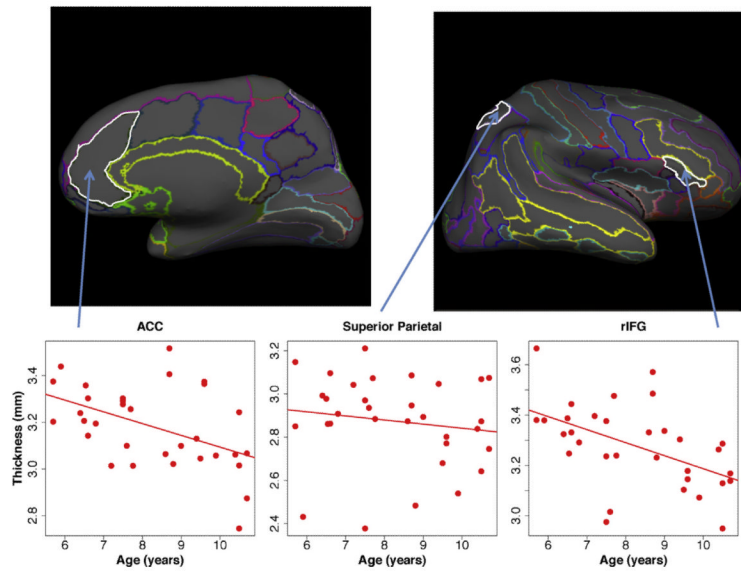 ACC
Superior Parietal
rIFG
Thickness (mm)
3.4
3.2
3.0
2.8
6 7 8 9 10
Age (years)
3.2
3.0
2.8
2.6
2.4
6 7 8 9 10
Age (years)
3.6
3.4
3.2
3.0
6 7 8 9 10
Age (years)